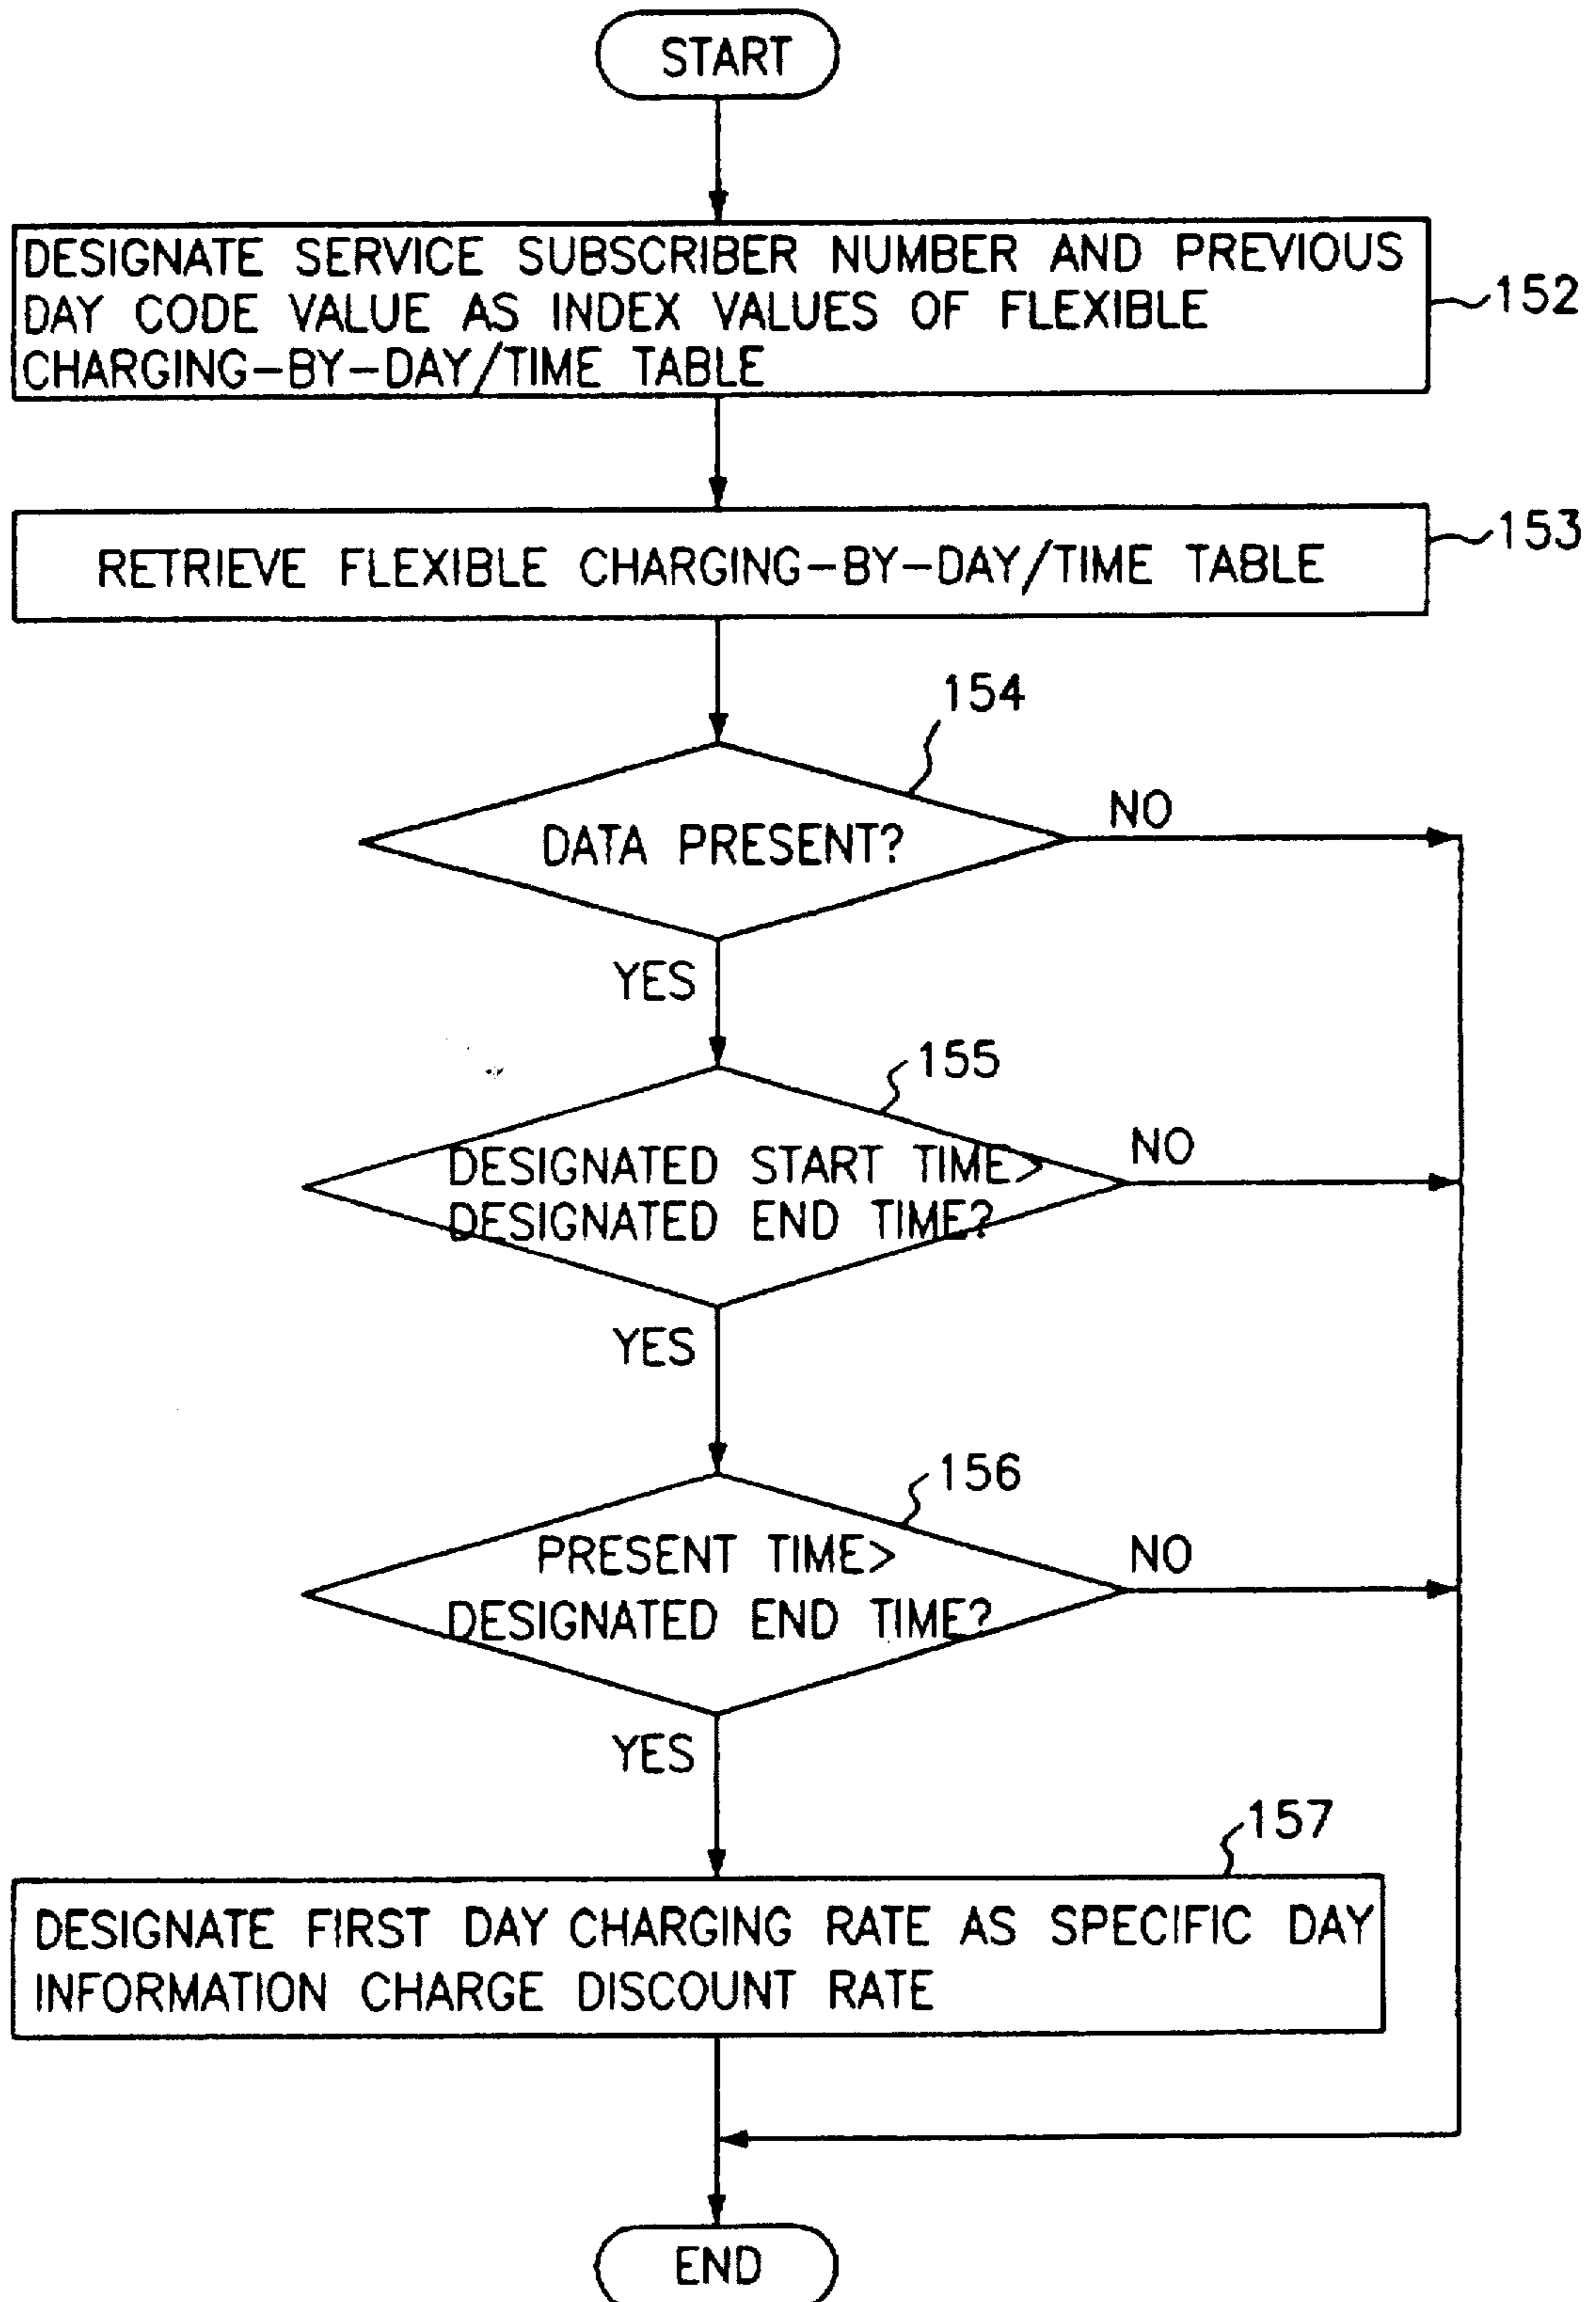 START
DESIGNATE SERVICE SUBSCRIBER NUMBER AND PREVIOUS
DAY CODE VALUE AS INDEX VALUES OF FLEXIBLE
CHARGING-BY-DAY/TIME TABLE
152
RETRIEVE FLEXIBLE CHARGING-BY-DAY/TIME TABLE
153
154
DATA PRESENT?
NO
YES
155
DESIGNATED START TIME>
DESIGNATED END TIME?
NO
YES
156
PRESENT TIME>
DESIGNATED END TIME?
NO
YES
157
DESIGNATE FIRST DAY CHARGING RATE AS SPECIFIC DAY
INFORMATION CHARGE DISCOUNT RATE
END